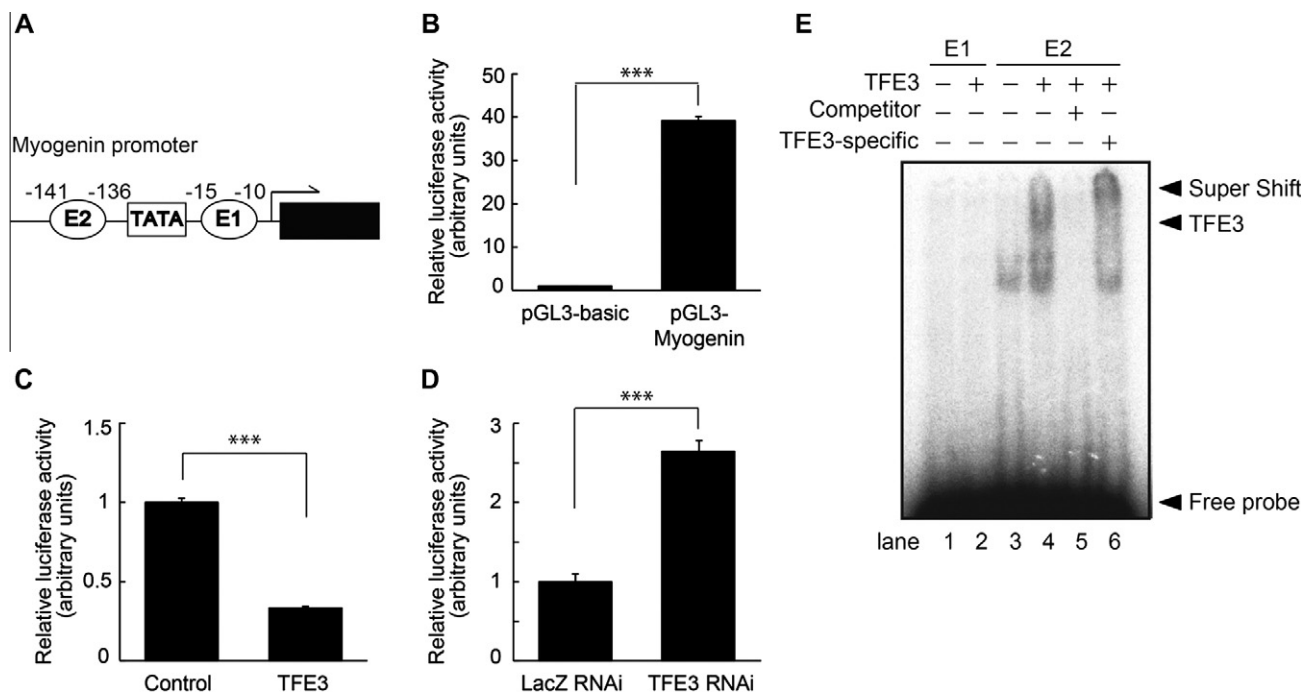 A
Myogenin promoter
-141 -136 -15 -10
E2 TATA E1
B
Relative luciferase activity
(arbitrary units)
50
40
30
20
10
0
***
pGL3-basic pGL3-
Myogenin
C
Relative luciferase activity
(arbitrary units)
1.5
1
0.5
0
***
Control TFE3
D
Relative luciferase activity
(arbitrary units)
3
2
1
0
***
LacZ RNAi TFE3 RNAi
E
E1 E2
TFE3 − + − + + +
Competitor − − − − + −
TFE3-specific − − − − − +
Super Shift
TFE3
Free probe
lane 1 2 3 4 5 6